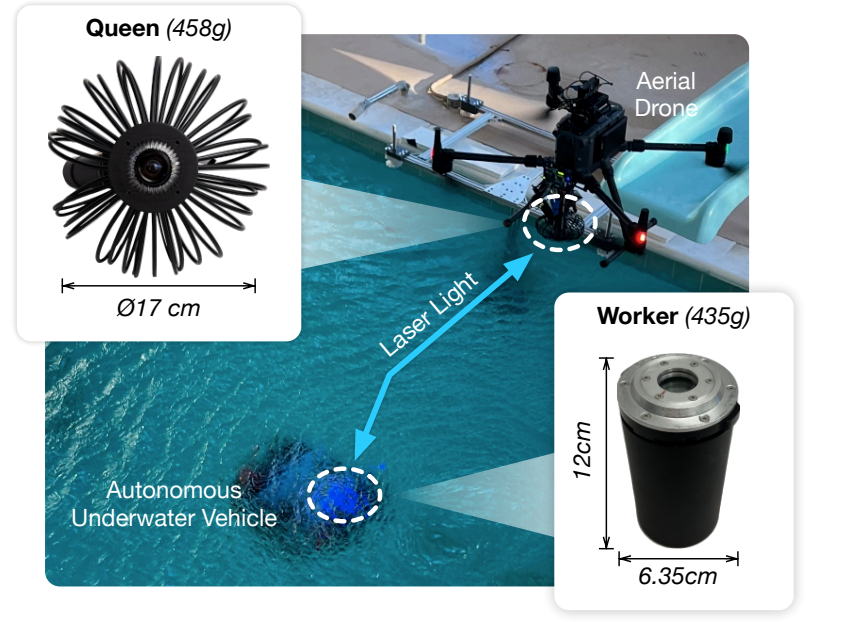 Queen (458g)
Ø17 cm
Aerial
Drone
Laser Light
Autonomous
Underwater Vehicle
Worker (435g)
12cm
6.35cm